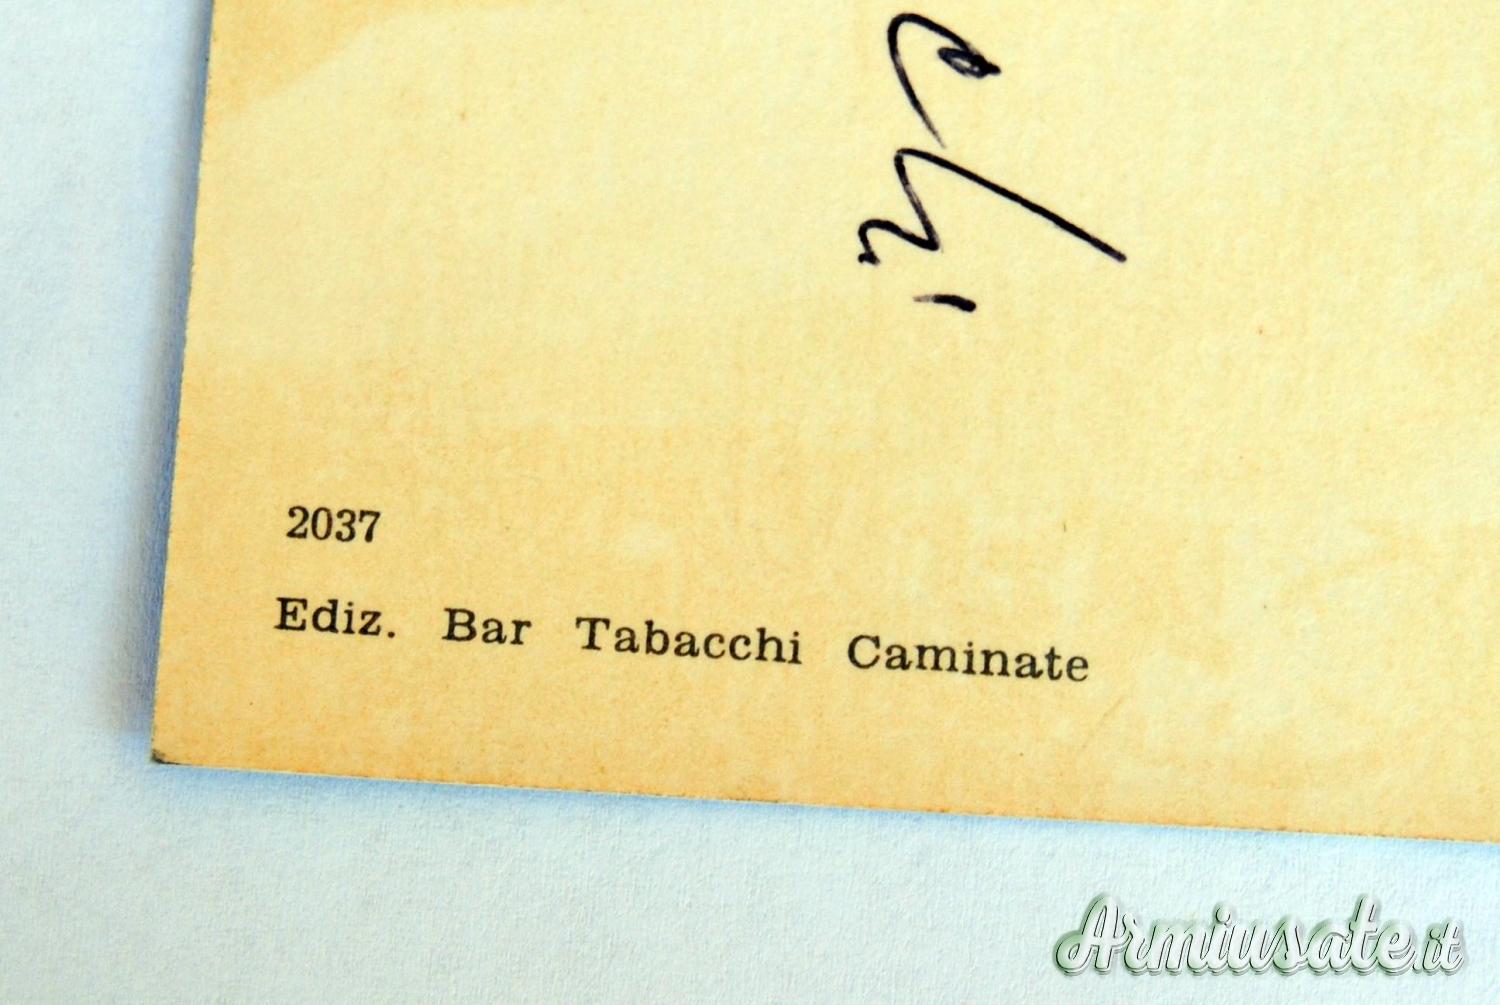 2037
Ediz. Bar Tabacchi Caminate
Armiusate.it